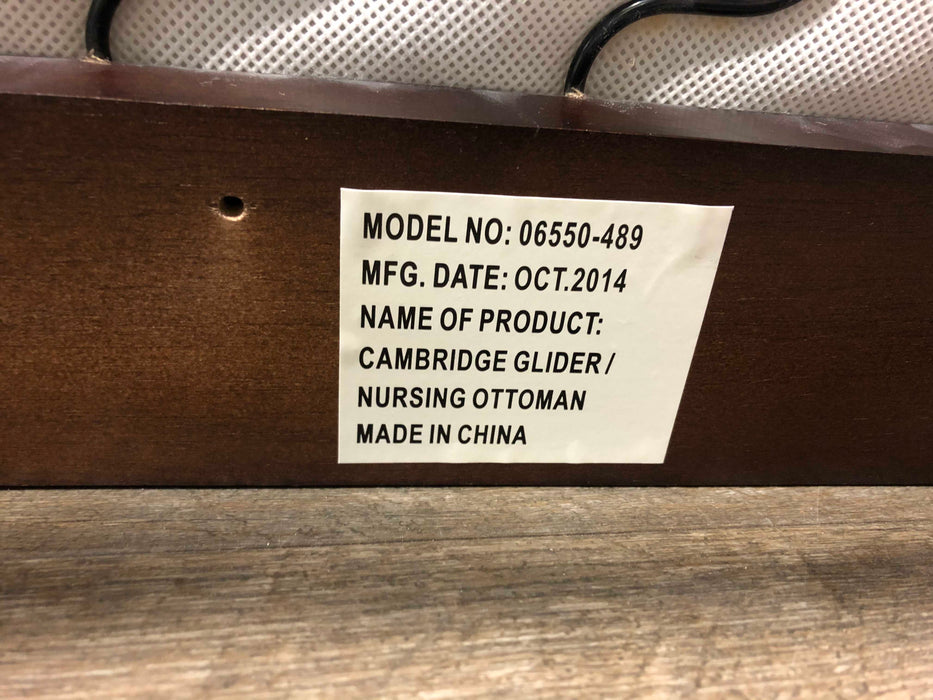 MODEL NO: 06550-489
MFG. DATE: OCT.2014
NAME OF PRODUCT:
CAMBRIDGE GLIDER /
NURSING OTTOMAN
MADE IN CHINA